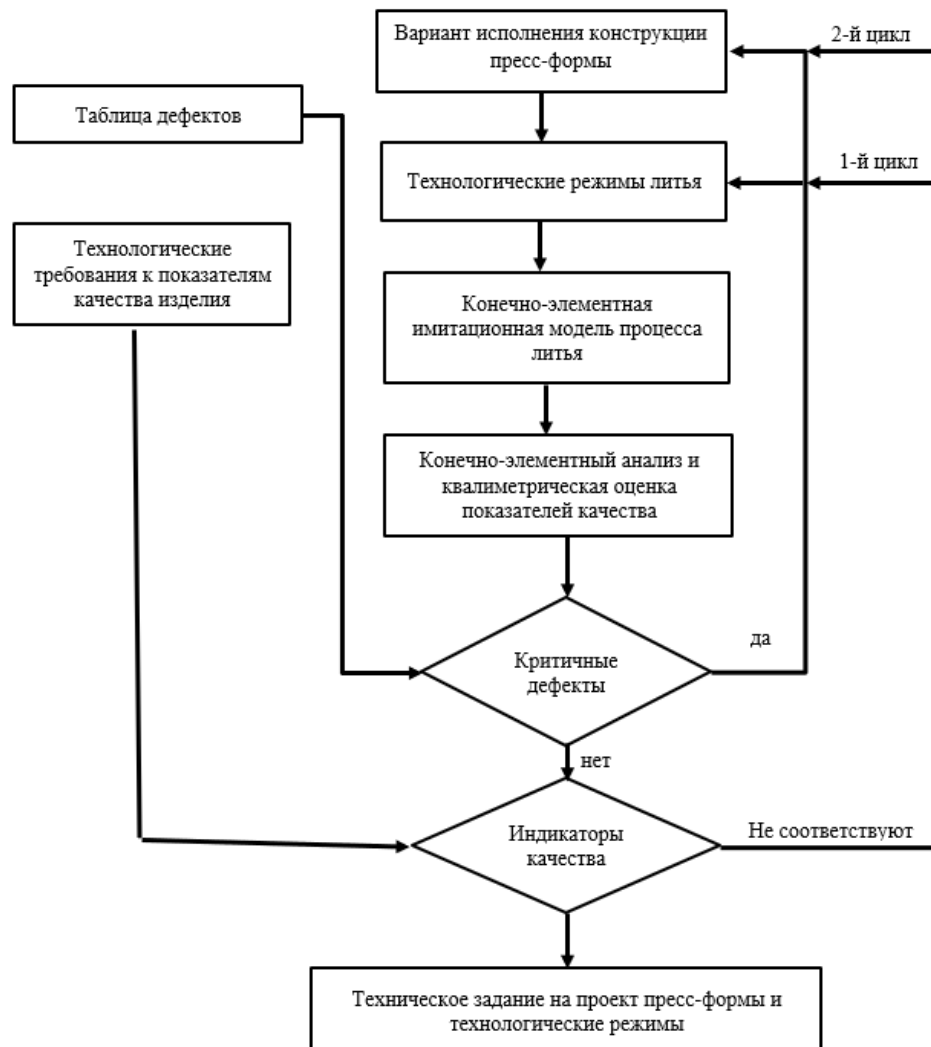 Вариант исполнения конструкции
пресс-формы
2-й цикл
Таблица дефектов
Технологические режимы литья
1-й цикл
Технологические
требования к показателям
качества изделия
Конечно-элементная
имитационная модель процесса
литья
Конечно-элементный анализ и
квалиметрическая оценка
показателей качества
Критичные
дефекты
да
нет
Индикаторы
качества
Не соответствуют
Техническое задание на проект пресс-формы и
технологические режимы